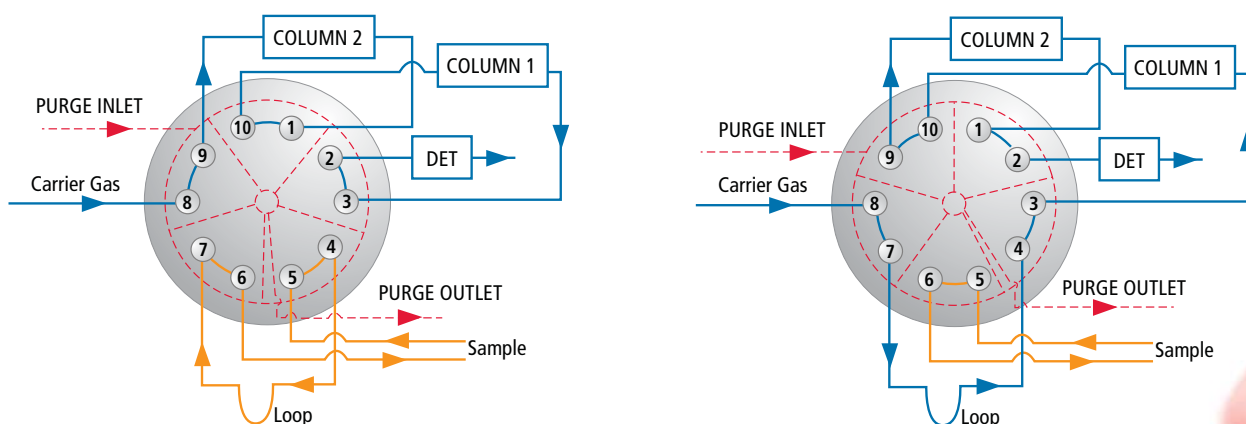 COLUMN 2
COLUMN 1
PURGE INLET
10 1
2
9
DET
Carrier Gas
8
3
7
4
6
5
PURGE OUTLET
Sample
Loop
COLUMN 2
COLUMN 1
PURGE INLET
10
1
9
2
DET
Carrier Gas
8
3
7
4
6
5
PURGE OUTLET
Sample
Loop